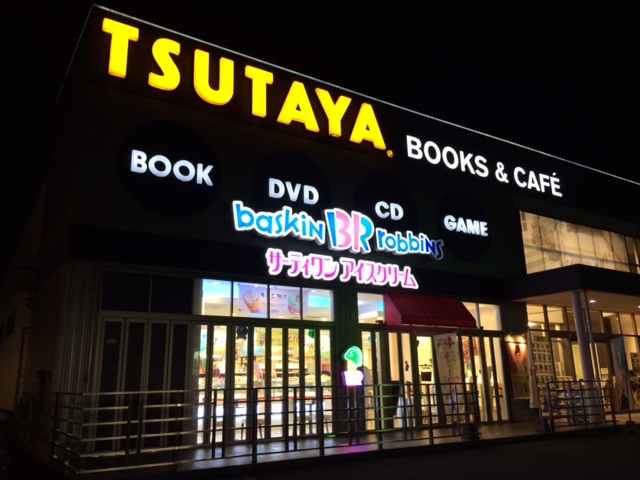 TSUTAYA.
BOOKS & CAFÉ
BOOK
DVD
CD
GAME
baskin BR robbins
サーティワン アイスクリーム